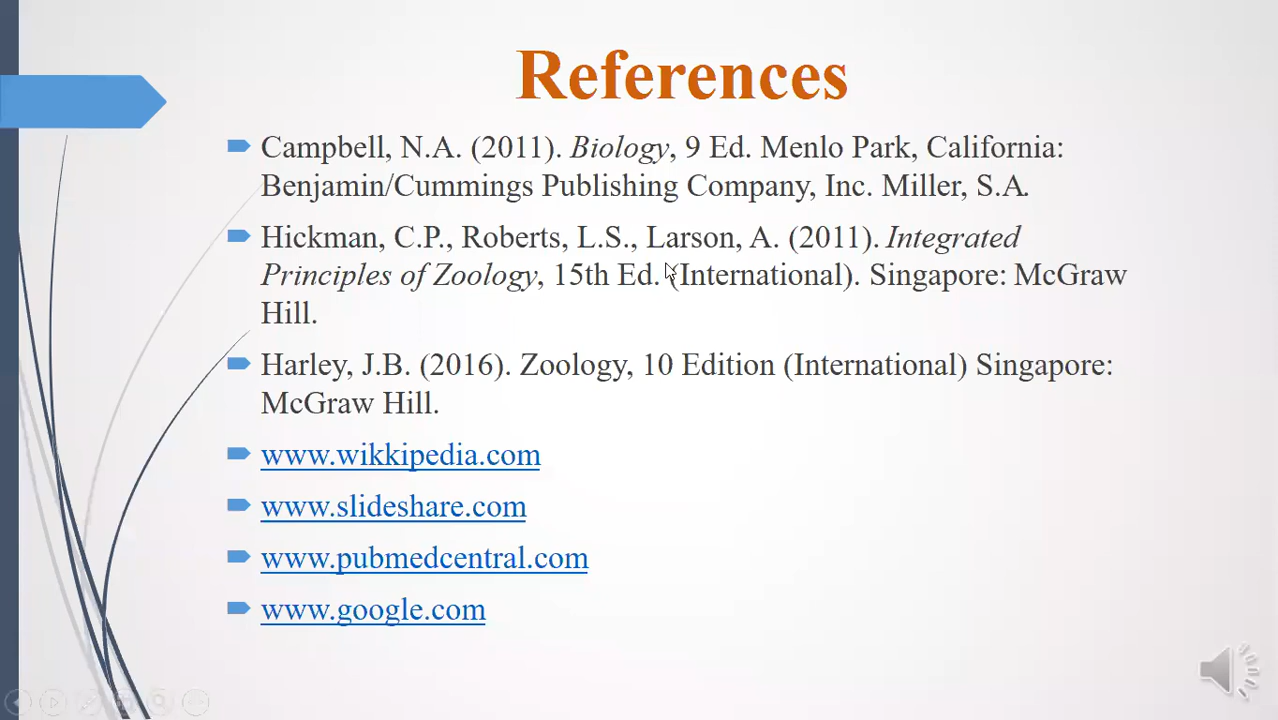 References
Campbell, N.A. (2011). Biology, 9 Ed. Menlo Park, California:
Benjamin/Cummings Publishing Company, Inc. Miller, S.A.
Hickman, C.P., Roberts, L.S., Larson, A. (2011). Integrated
Principles of Zoology, 15th Ed. (International). Singapore: McGraw
Hill.
Harley, J.B. (2016). Zoology, 10 Edition (International) Singapore:
McGraw Hill.
www.wikkipedia.com
www.slideshare.com
www.pubmedcentral.com
www.google.com